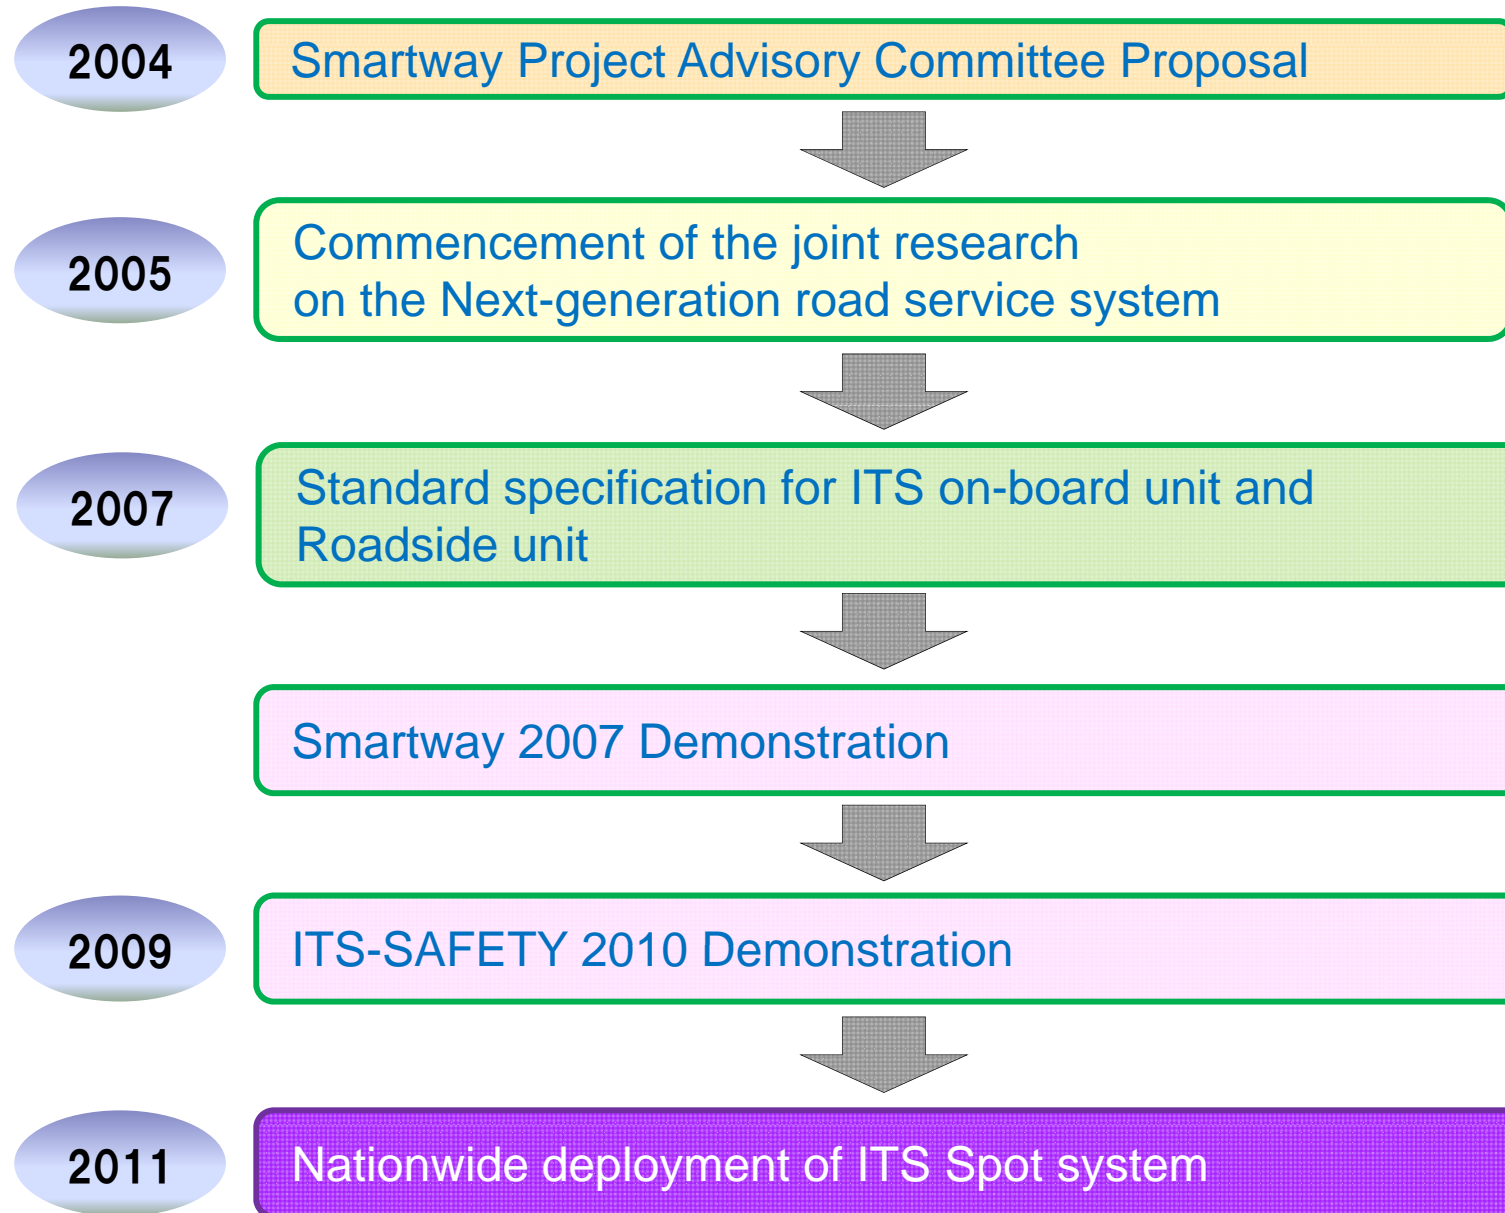 2004
Smartway Project Advisory Committee Proposal
2005
Commencement of the joint research
on the Next-generation road service system
2007
Standard specification for ITS on-board unit and
Roadside unit
Smartway 2007 Demonstration
2009
ITS-SAFETY 2010 Demonstration
2011
Nationwide deployment of ITS Spot system